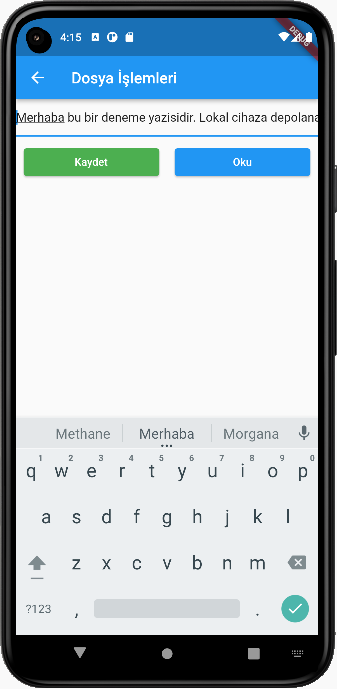 4:15
DEBUG
Dosya İşlemleri
Merhaba bu bir deneme yazisidir. Lokal cihaza depolana
Kaydet Oku
Methane Merhaba Morgana
1 2 3 4 5 6 7 8 9 0
q w e r t y u i o p
a s d f g h j k l
z x c v b n m
?123 , .